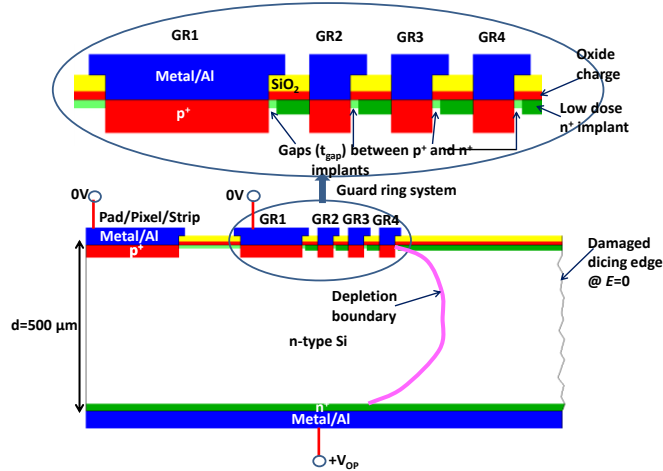 GR1
GR2
GR3
GR4
Metal/Al
SiO2
p+
Oxide
charge
Low dose
n+ implant
Gaps (tgap) between p+ and n+
implants
Guard ring system
0V
0V
Pad/Pixel/Strip
GR1
GR2
GR3
GR4
Metal/Al
p+
Damaged
dicing edge
@ E=0
Depletion
boundary
d=500 µm
n-type Si
n+
Metal/Al
+VOP